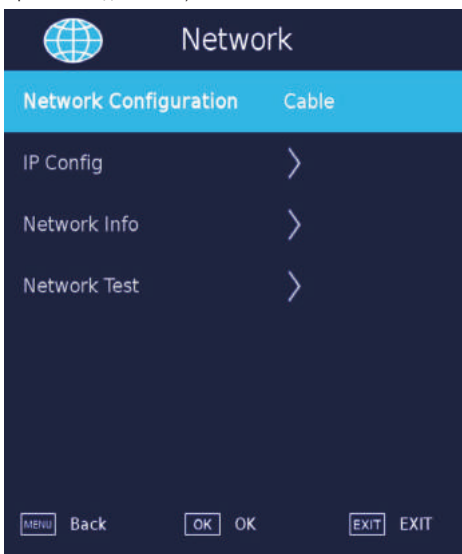 Network
Network Configuration Cable
IP Config
Network Info
Network Test
MENU Back OK OK EXIT EXIT